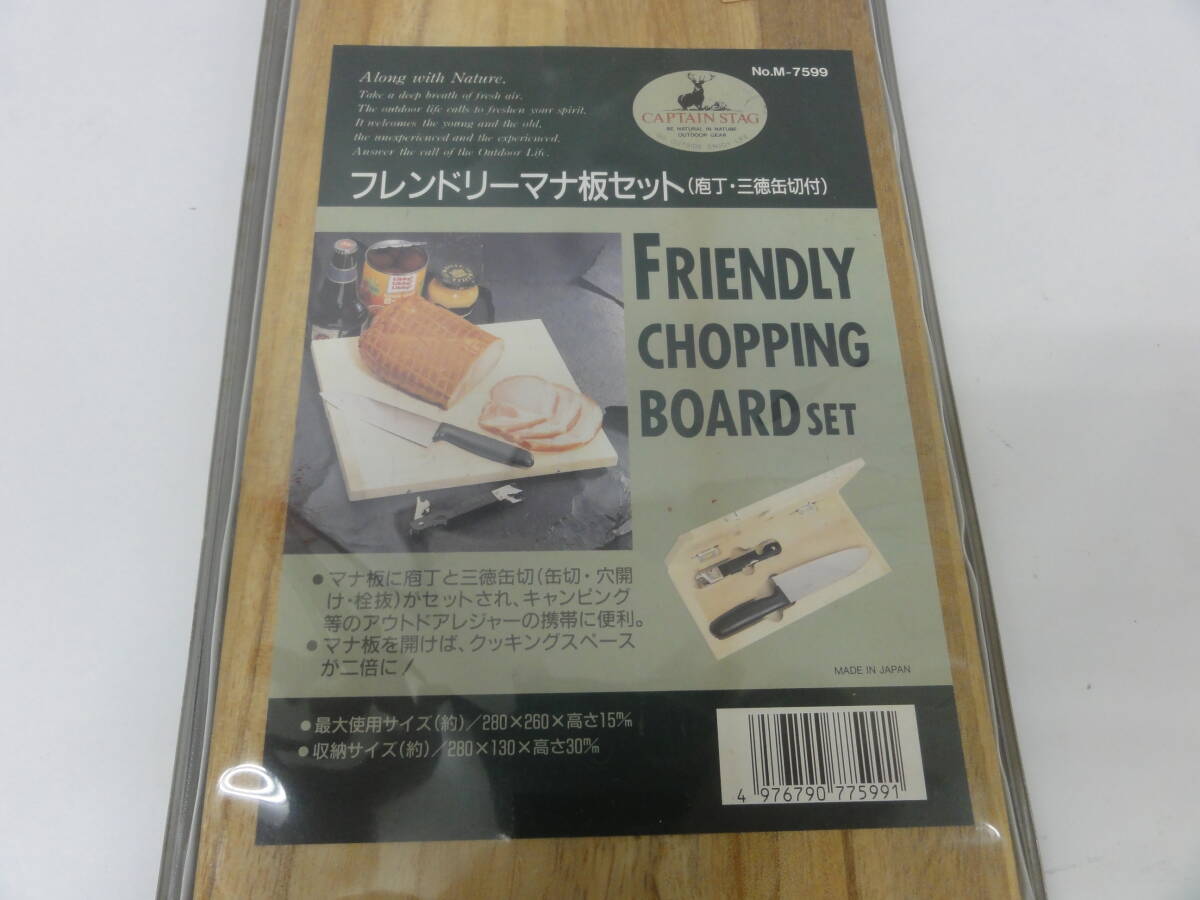 Along with Nature.
Take a deep breath of fresh air.
The outdoor life calls to freshen your spirit.
It welcomes the young and the old,
the unexperienced and the experienced.
Answer the call of the Outdoor Life.
No.M-7599
CAPTAIN STAG
BE NATURAL IN NATURE
OUTDOOR GEAR
フレンドリーマナ板セット(庖丁・三徳缶切付)
FRIENDLY
CHOPPING
BOARD SET
●マナ板に庖丁と三徳缶切(缶切・穴開
け・栓抜)がセットされ、キャンピング
等のアウトドアレジャーの携帯に便利。
●マナ板を開けば、クッキングスペース
が二倍に!
MADE IN JAPAN
●最大使用サイズ(約)/280×260×高さ15m/m
●収納サイズ(約)/280×130×高さ30m/m
4 976790 775991